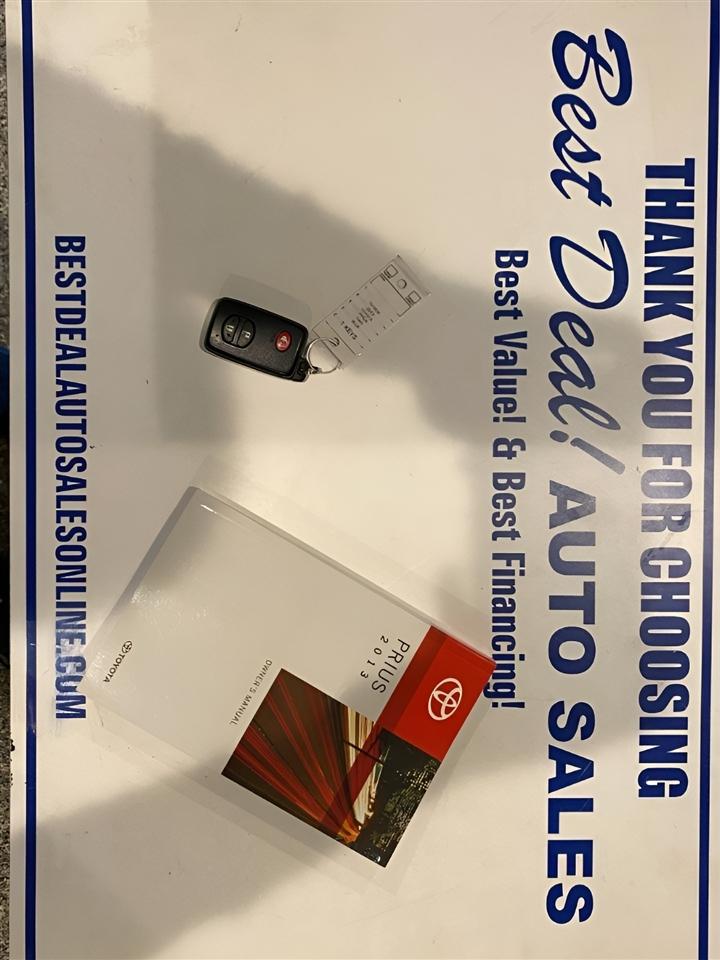 THANK YOU FOR CHOOSING
Best Deal! AUTO SALES
Best Value! & Best Financing!
KEYS
PRIUS
2013
OWNER'S MANUAL
TOYOTA
BESTDEALAUTOSALESONLINE.COM